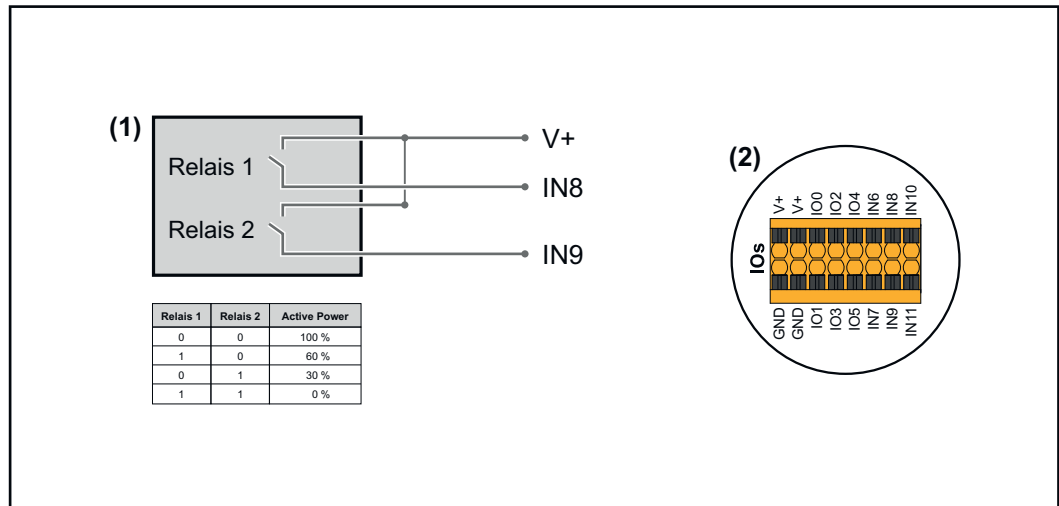 (1)
Relais 1
Relais 2
V+
IN8
IN9
Relais 1 Relais 2 Active Power
0 0 100 %
1 0 60 %
0 1 30 %
1 1 0 %
(2)
IOs
V+ V+ IO0 IO2 IO4 IN6 IN8 IN10
GND GND IO1 IO3 IO5 IN7 IN9 IN11